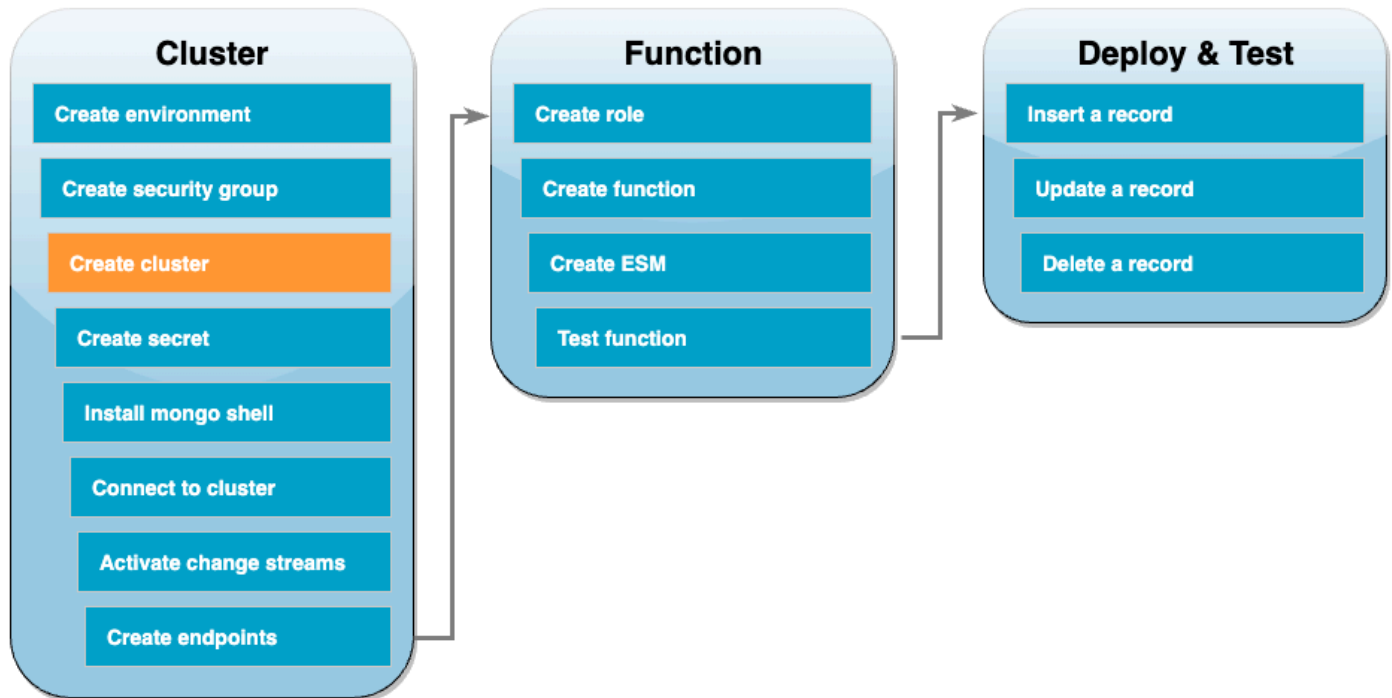 Cluster
Create environment
Create security group
Create cluster
Create secret
Install mongo shell
Connect to cluster
Activate change streams
Create endpoints
Function
Create role
Create function
Create ESM
Test function
Deploy & Test
Insert a record
Update a record
Delete a record